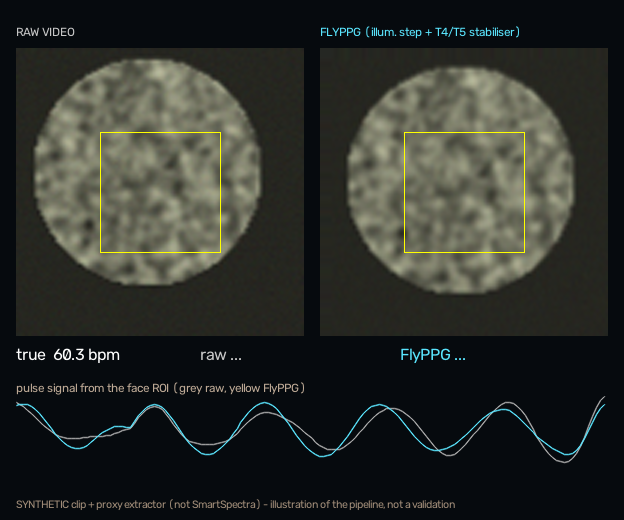 RAW VIDEO
FLYPPG (illum. step + T4/T5 stabiliser)
true 60.3 bpm
raw ...
FlyPPG ...
pulse signal from the face ROI (grey raw, yellow FlyPPG)
SYNTHETIC clip + proxy extractor (not SmartSpectra) - illustration of the pipeline, not a validation